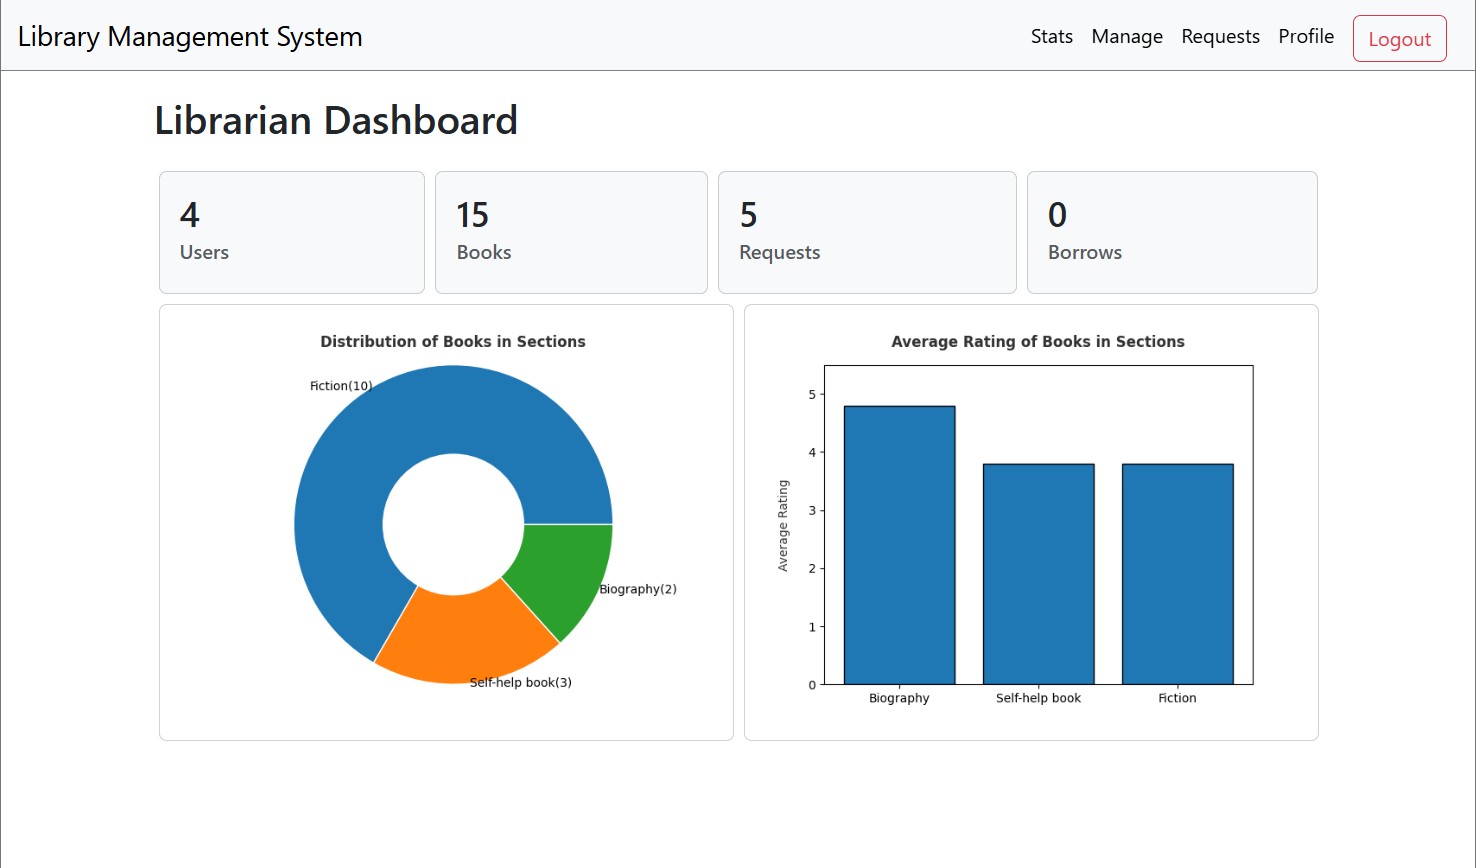 Library Management System
Stats Manage Requests Profile Logout
Librarian Dashboard
4
Users
15
Books
5
Requests
0
Borrows
Distribution of Books in Sections
Fiction(10)
Biography(2)
Self-help book(3)
Average Rating of Books in Sections
Average Rating
5
4
3
2
1
0
Biography Self-help book Fiction